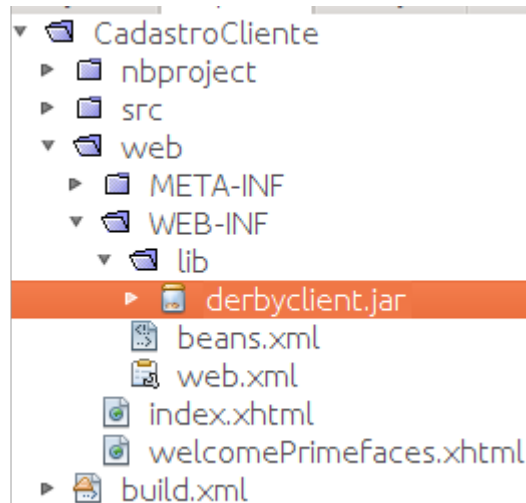 CadastroCliente
nbproject
src
web
META-INF
WEB-INF
lib
derbyclient.jar
beans.xml
web.xml
index.xhtml
welcomePrimefaces.xhtml
build.xml